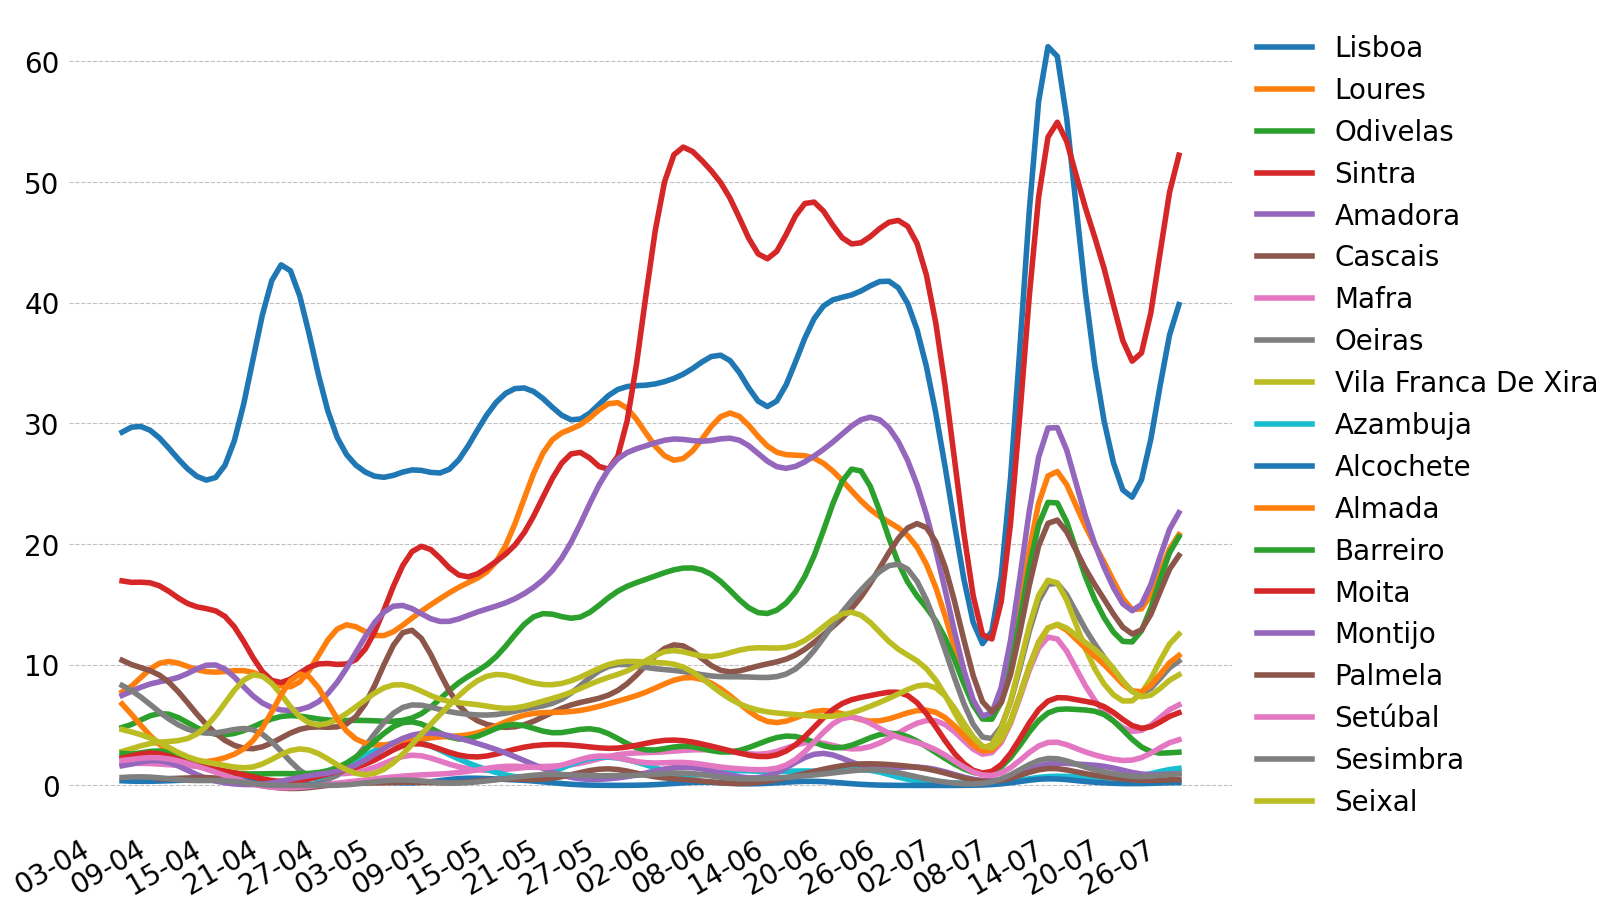 60
50
40
30
20
10
0
03-04
09-04
15-04
21-04
27-04
03-05
09-05
15-05
21-05
27-05
02-06
08-06
14-06
20-06
26-06
02-07
08-07
14-07
20-07
26-07
Lisboa
Loures
Odivelas
Sintra
Amadora
Cascais
Mafra
Oeiras
Vila Franca De Xira
Azambuja
Alcochete
Almada
Barreiro
Moita
Montijo
Palmela
Setúbal
Sesimbra
Seixal